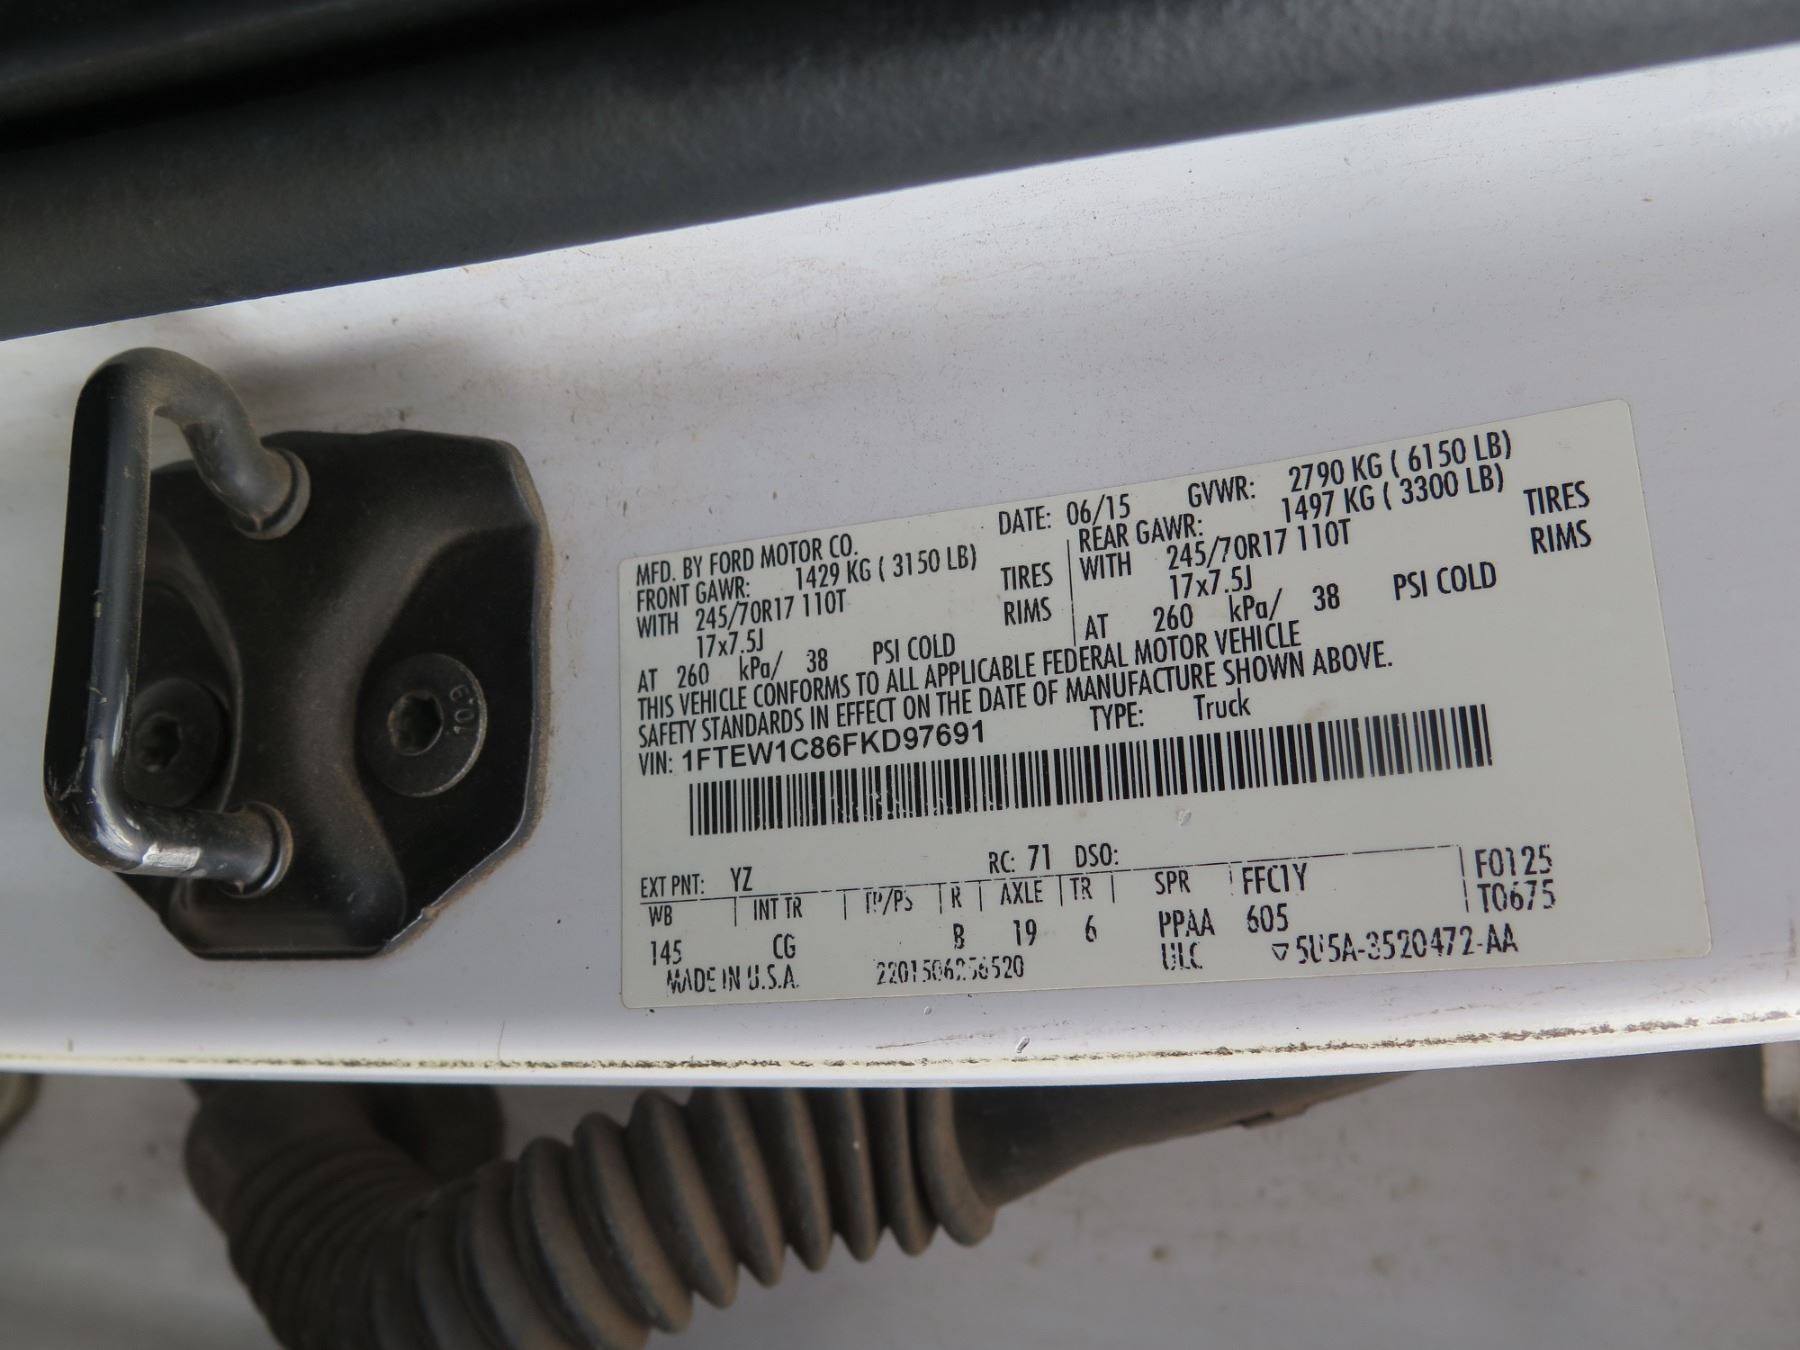 MFD. BY FORD MOTOR CO. DATE: 06/15 GVWR: 2790 KG ( 6150 LB)
FRONT GAWR: 1429 KG ( 3150 LB) REAR GAWR: 1497 KG ( 3300 LB)
WITH 245/70R17 110T TIRES WITH 245/70R17 110T TIRES
17x7.5J RIMS 17x7.5J RIMS
AT 260 kPa/ 38 PSI COLD AT 260 kPa/ 38 PSI COLD
THIS VEHICLE CONFORMS TO ALL APPLICABLE FEDERAL MOTOR VEHICLE
SAFETY STANDARDS IN EFFECT ON THE DATE OF MANUFACTURE SHOWN ABOVE.
VIN: 1FTEW1C86FKD97691 TYPE: Truck
EXT PNT: YZ RC: 71 DSO: F0125
WB INT TR TP/PS R AXLE TR SPR FFC1Y T0675
145 CG B 19 6 PPAA 605
MADE IN U.S.A. 2201506256520 ULC ▽5U5A-3520472-AA
10.9